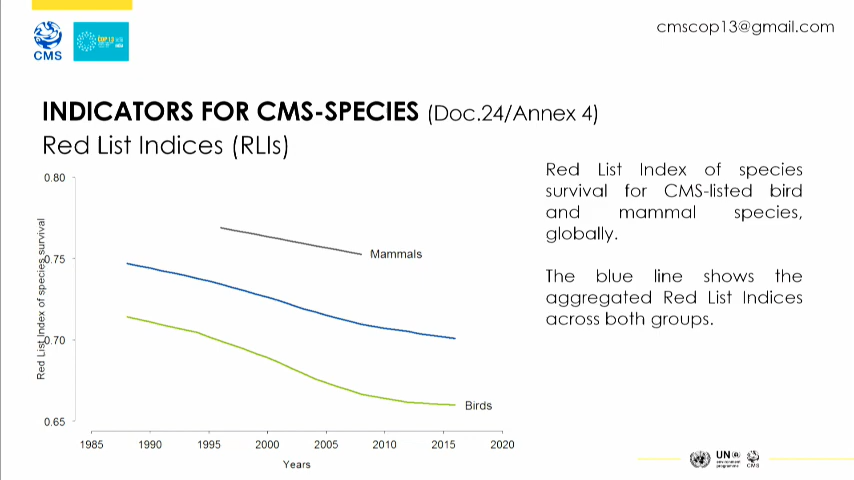 cmscop13@gmail.com
CMS
INDICATORS FOR CMS-SPECIES (Doc.24/Annex 4)
Red List Indices (RLIs)
Red List Index of species
survival for CMS-listed bird
and mammal species,
globally.
The blue line shows the
aggregated Red List Indices
across both groups.
Red List Index of species survival
0.80
0.75
0.70
0.65
Mammals
Birds
1985 1990 1995 2000 2005 2010 2015 2020
Years
UN
CMS